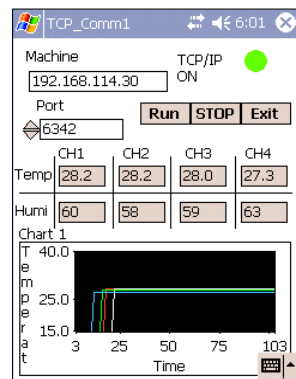 TCP_Comm1 6:01
Machine TCP/IP
192.168.114.30 ON
Port
6342 Run STOP Exit
CH1 CH2 CH3 CH4
Temp 28.2 28.2 28.0 27.3
Humi 60 58 59 63
Chart 1
Temperat
40.0
25.0
15.0
3 25 50 75 103
Time